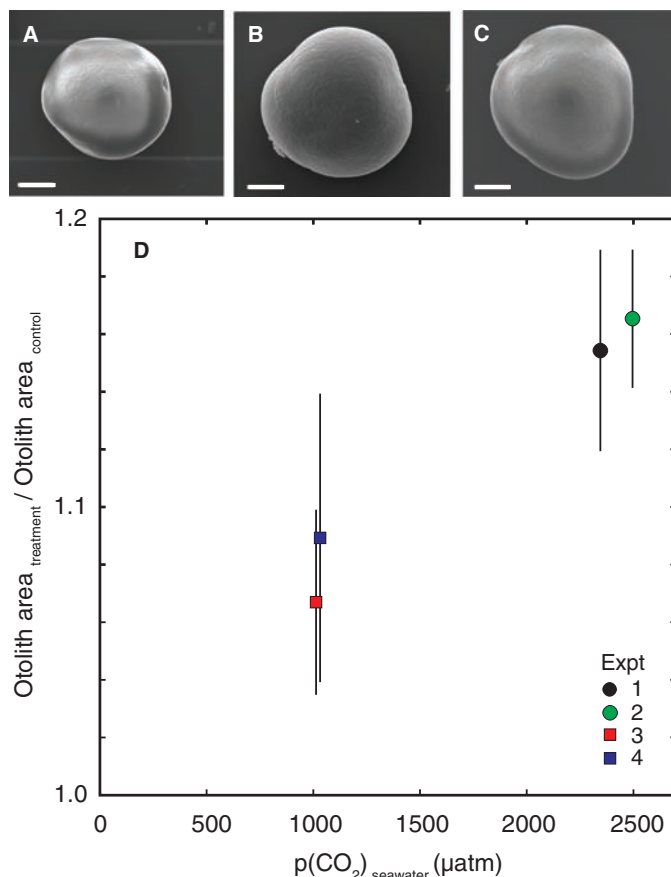 A
B
C
D
1.2
1.1
1.0
Otolith area treatment / Otolith area control
Expt
1
2
3
4
0
500
1000
1500
2000
2500
p(CO2) seawater (μatm)